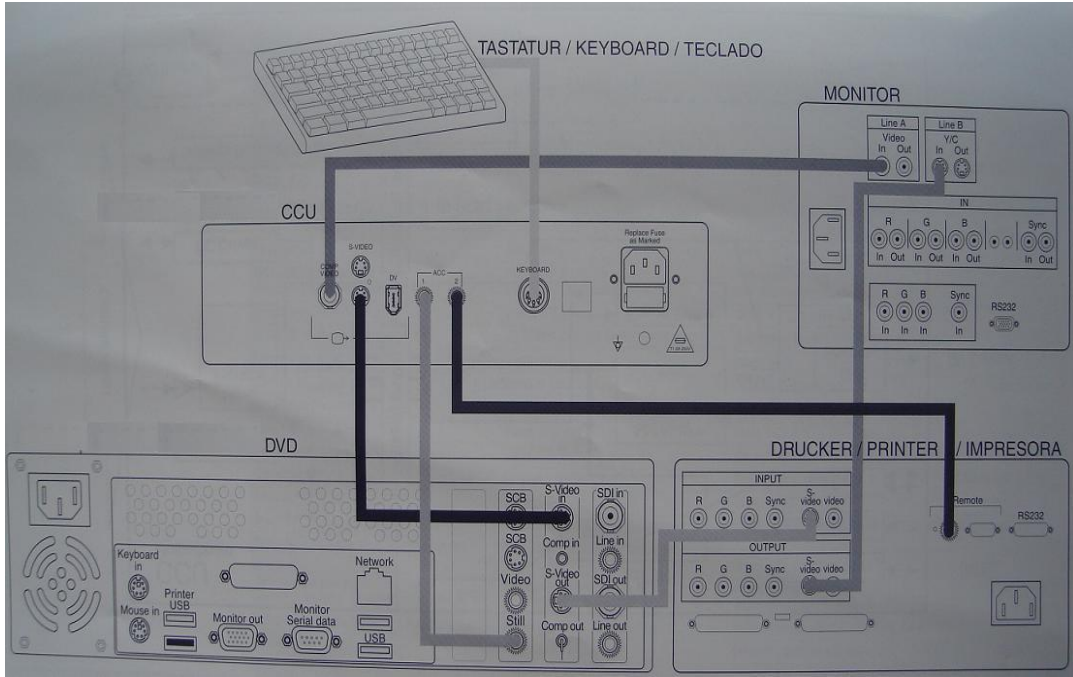 TASTATUR / KEYBOARD / TECLADO
MONITOR
Line A
Line B
Video
Y/C
In Out
In Out
IN
R G B Sync
In Out In Out In Out In Out
R G B Sync
In In In In
RS232
CCU
S-VIDEO
COMP VIDEO
DV
ACC
1
2
KEYBOARD
Replace Fuse
as Marked
DVD
SCB
S-Video
in
SDI in
SCB
Comp in
Line in
Video
S-Video
out
SDI out
Still
Comp out
Line out
Keyboard
in
Mouse in
Printer
USB
Monitor out
Monitor
Serial data
Network
USB
DRUCKER / PRINTER / IMPRESORA
INPUT
R G B Sync S-video video
OUTPUT
R G B Sync S-video video
Remote
RS232